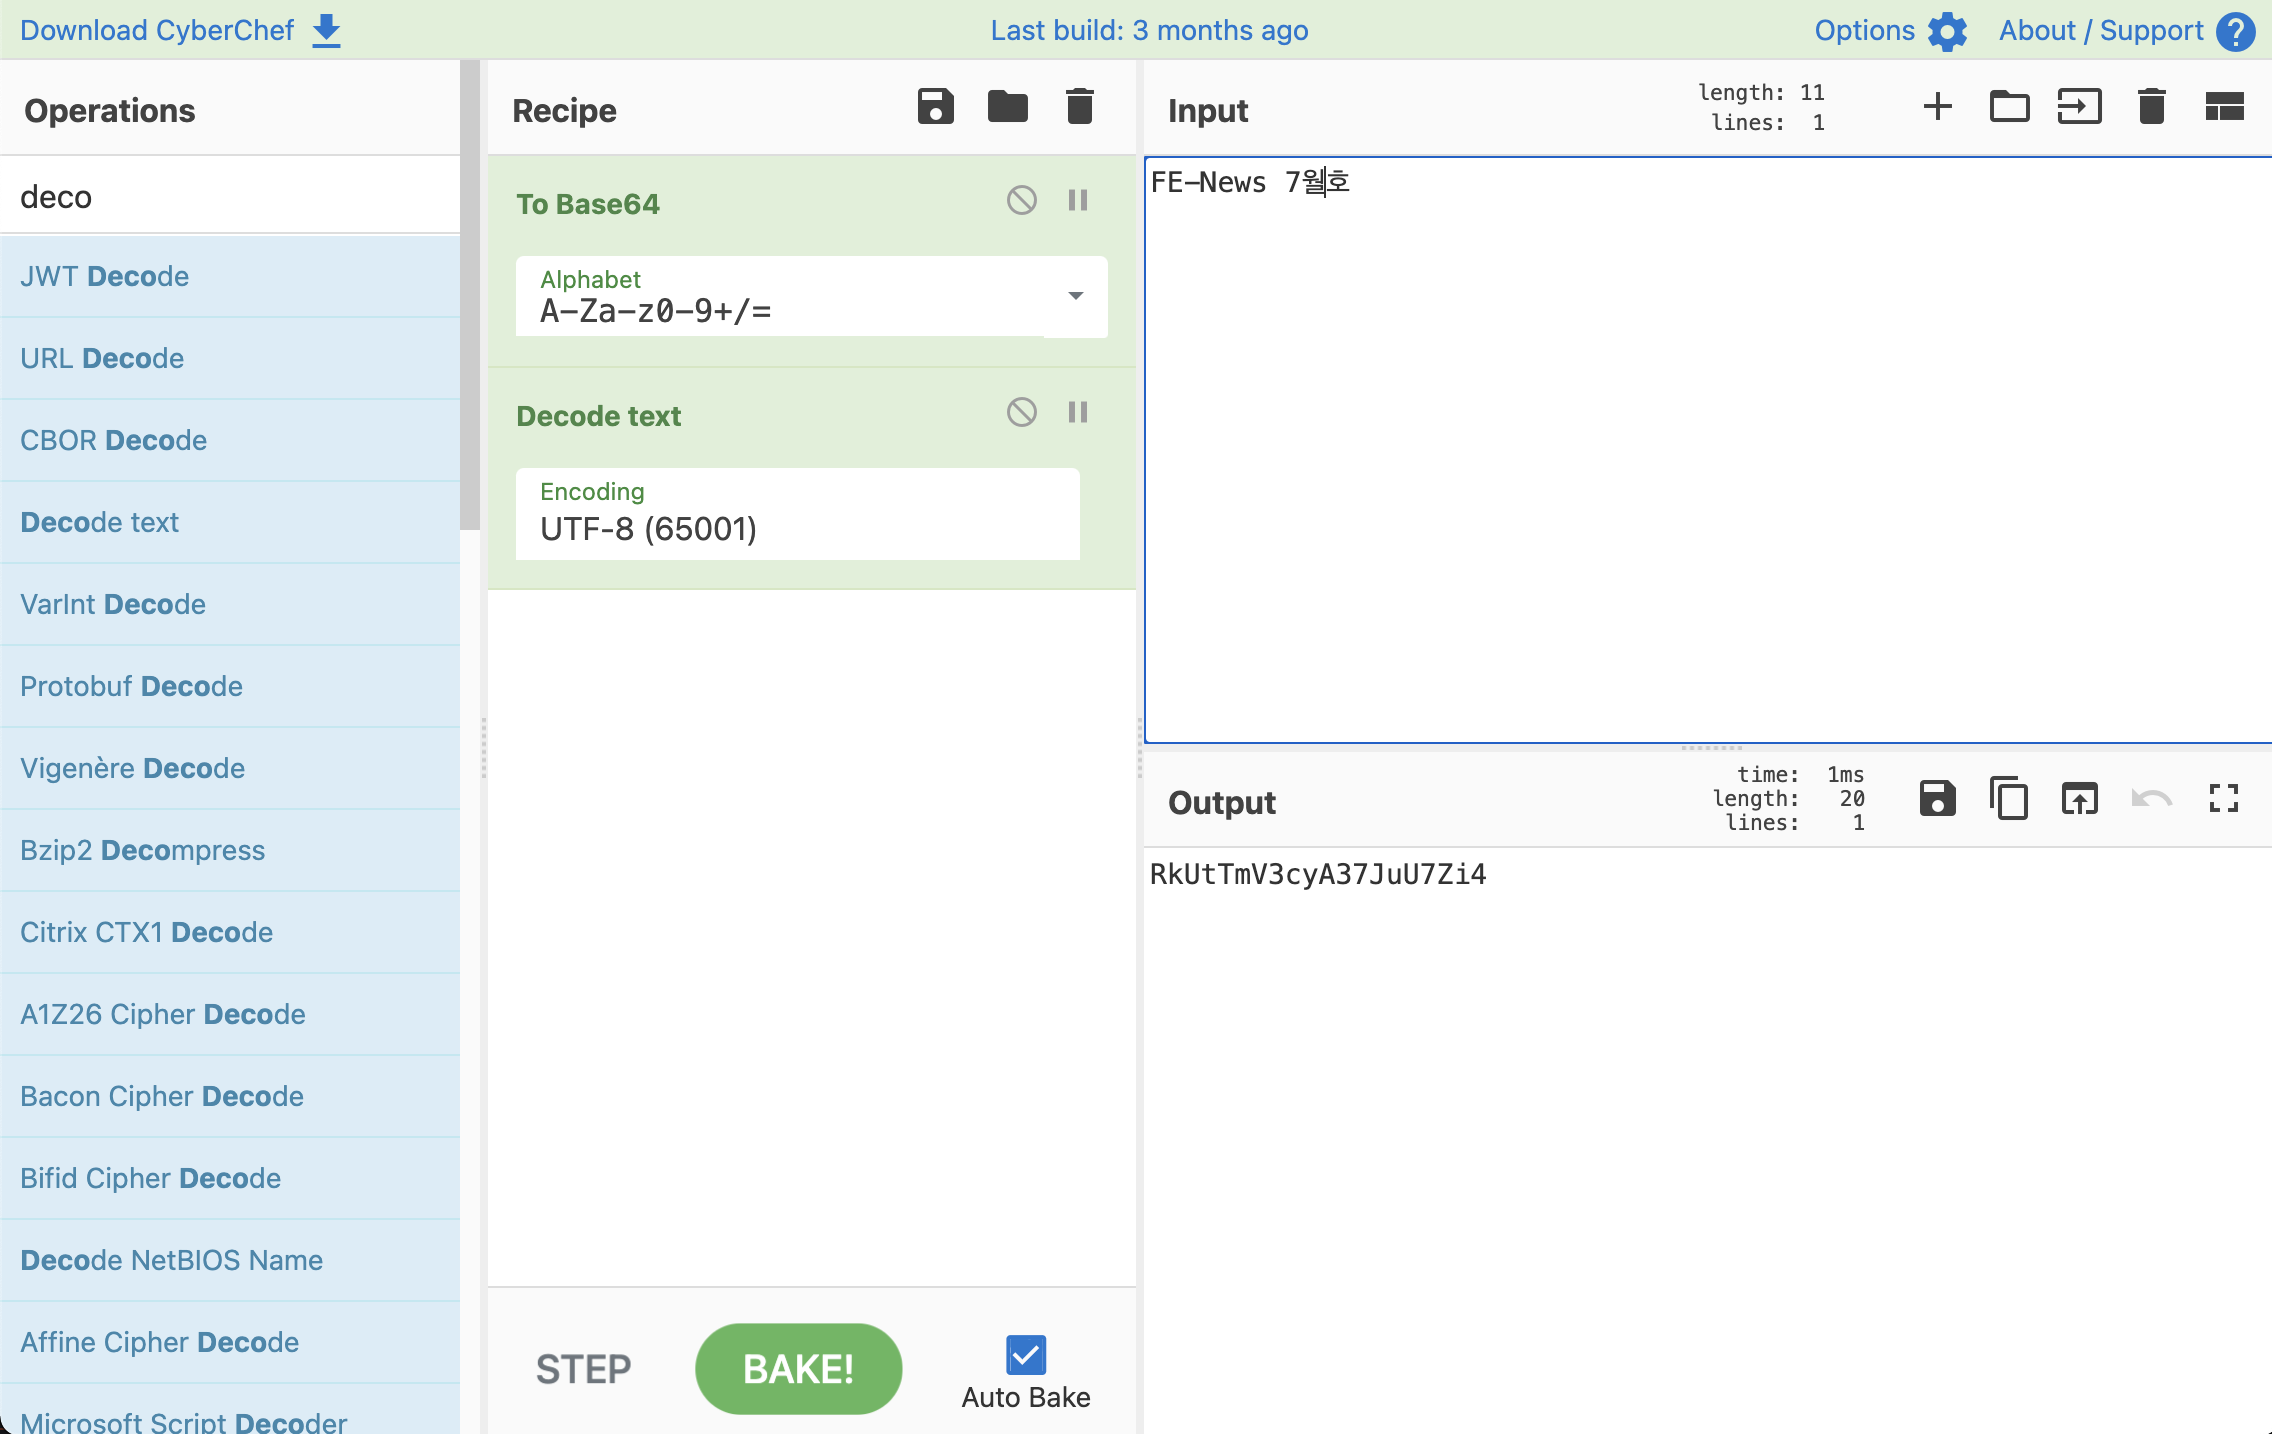 Download CyberChef
Last build: 3 months ago
Options
About / Support
Operations
deco
JWT Decode
URL Decode
CBOR Decode
Decode text
VarInt Decode
Protobuf Decode
Vigenère Decode
Bzip2 Decompress
Citrix CTX1 Decode
A1Z26 Cipher Decode
Bacon Cipher Decode
Bifid Cipher Decode
Decode NetBIOS Name
Affine Cipher Decode
Microsoft Script Decoder
Recipe
To Base64
Alphabet
A-Za-z0-9+/=
Decode text
Encoding
UTF-8 (65001)
STEP
BAKE!
Auto Bake
Input
length: 11
lines: 1
FE-News 7월호
Output
time: 1ms
length: 20
lines: 1
RkUtTmV3cyA37JuU7Zi4